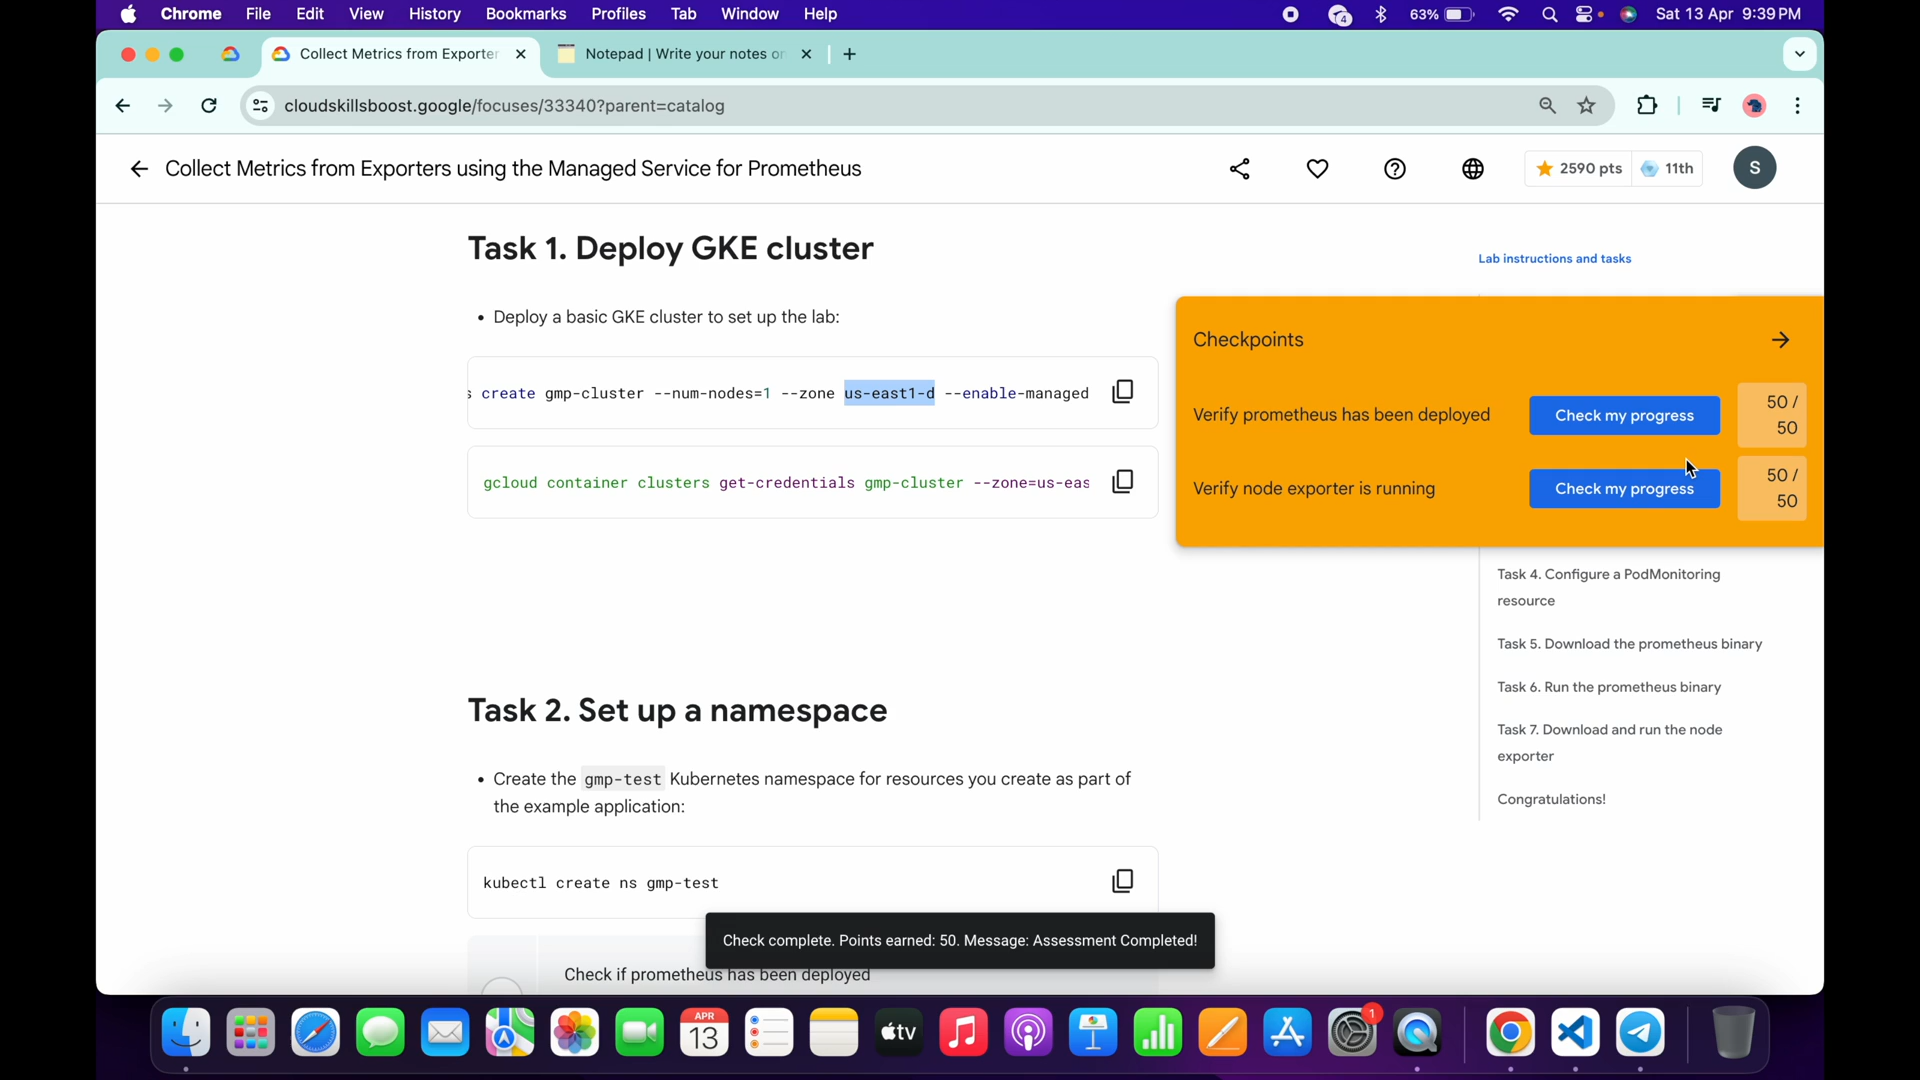 Chrome File Edit View History Bookmarks Profiles Tab Window Help 4 63% Sat 13 Apr 9:39 PM
Collect Metrics from Exporter Notepad | Write your notes on
cloudskillsboost.google/focuses/33340?parent=catalog
Collect Metrics from Exporters using the Managed Service for Prometheus 2590 pts 11th S
Task 1. Deploy GKE cluster
Lab instructions and tasks
• Deploy a basic GKE cluster to set up the lab:
s create gmp-cluster --num-nodes=1 --zone us-east1-d --enable-managed
gcloud container clusters get-credentials gmp-cluster --zone=us-eas
Checkpoints
Verify prometheus has been deployed Check my progress 50 /
50
Verify node exporter is running Check my progress 50 /
50
Task 4. Configure a PodMonitoring
resource
Task 5. Download the prometheus binary
Task 6. Run the prometheus binary
Task 7. Download and run the node
exporter
Congratulations!
Task 2. Set up a namespace
• Create the gmp-test Kubernetes namespace for resources you create as part of
the example application:
kubectl create ns gmp-test
Check complete. Points earned: 50. Message: Assessment Completed!
Check if prometheus has been deployed
APR
13
tv
1